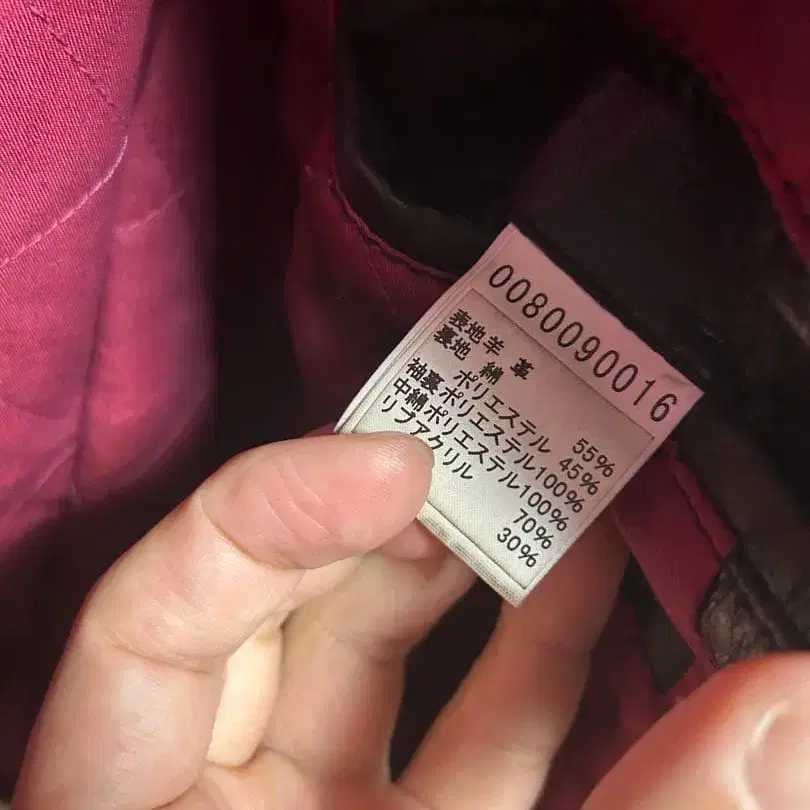 0080090016
表地羊 革
裏地 綿 55%
ポリエステル 45%
袖裏ポリエステル100%
中綿ポリエステル100%
リブアクリル 70%
30%